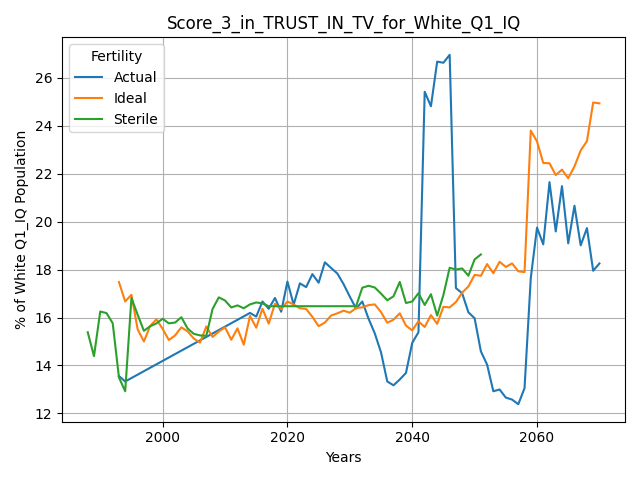 Score_3_in_TRUST_IN_TV_for_White_Q1_IQ
Fertility
Actual
Ideal
Sterile
% of White Q1_IQ Population
26
24
22
20
18
16
14
12
2000
2020
2040
2060
Years